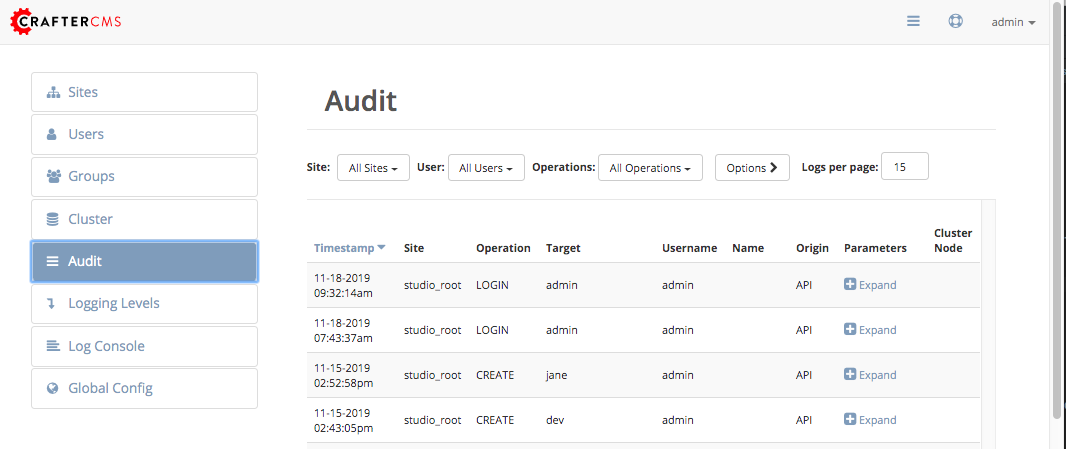 CRAFTERCMS
admin
Sites
Users
Groups
Cluster
Audit
Logging Levels
Log Console
Global Config
Audit
Site: All Sites User: All Users Operations: All Operations Options Logs per page: 15
Timestamp Site Operation Target Username Name Origin Parameters Cluster Node
11-18-2019 09:32:14am studio_root LOGIN admin admin API Expand
11-18-2019 07:43:37am studio_root LOGIN admin admin API Expand
11-15-2019 02:52:58pm studio_root CREATE jane admin API Expand
11-15-2019 02:43:05pm studio_root CREATE dev admin API Expand